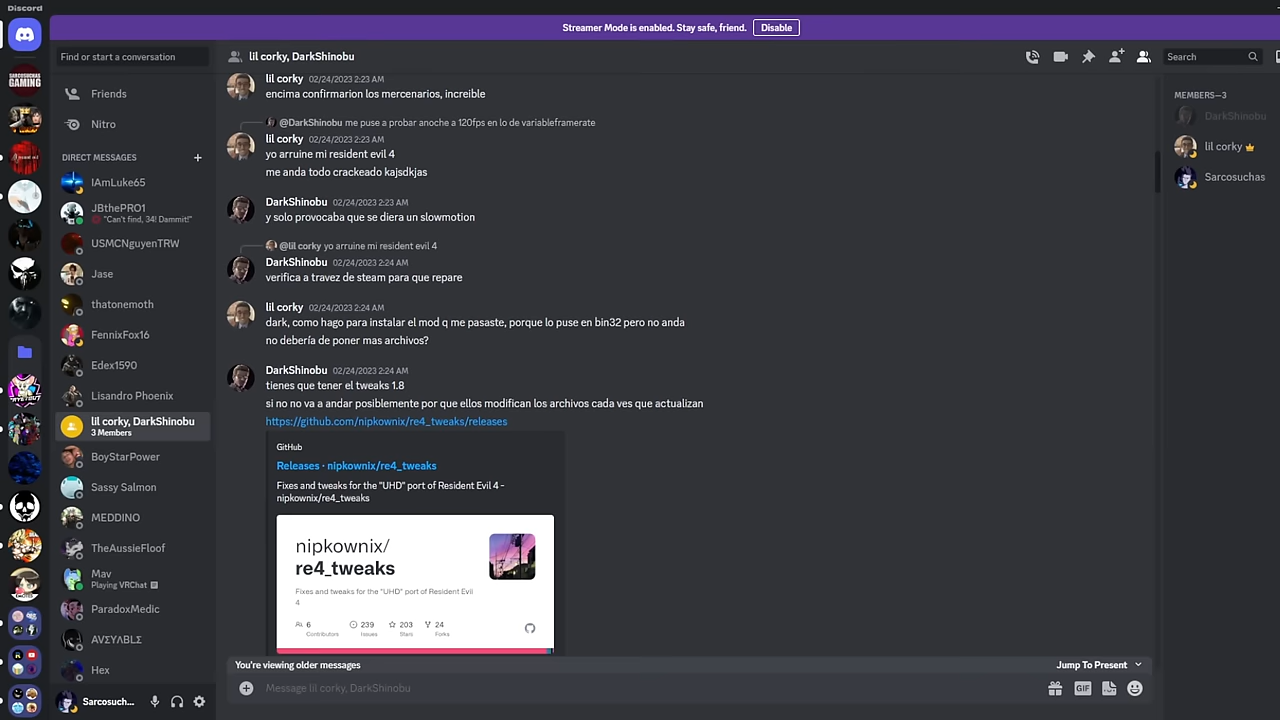 Discord
Streamer Mode is enabled. Stay safe, friend.
Disable
Find or start a conversation
lil corky, DarkShinobu
Search
SARCOSUCHAS
GAMING
Friends
Nitro
DIRECT MESSAGES
IAmLuke65
JBthePRO1
"Can't find, 34! Dammit!"
USMCNguyenTRW
Jase
thatonemoth
FennixFox16
Edex1590
Lisandro Phoenix
lil corky, DarkShinobu
3 Members
BoyStarPower
Sassy Salmon
MEDDINO
TheAussieFloof
Mav
Playing VRChat
ParadoxMedic
AVΣYΛBLΣ
Hex
Sarcosuch...
lil corky 02/24/2023 2:23 AM
encima confirmarion los mercenarios, increible
@DarkShinobu me puse a probar anoche a 120fps en lo de variableframerate
lil corky 02/24/2023 2:23 AM
yo arruine mi resident evil 4
me anda todo crackeado kajsdkjas
DarkShinobu 02/24/2023 2:23 AM
y solo provocaba que se diera un slowmotion
@lil corky yo arruine mi resident evil 4
DarkShinobu 02/24/2023 2:24 AM
verifica a travez de steam para que repare
lil corky 02/24/2023 2:24 AM
dark, como hago para instalar el mod q me pasaste, porque lo puse en bin32 pero no anda
no debería de poner mas archivos?
DarkShinobu 02/24/2023 2:24 AM
tienes que tener el tweaks 1.8
si no no va a andar posiblemente por que ellos modifican los archivos cada ves que actualizan
https://github.com/nipkownix/re4_tweaks/releases
GitHub
Releases · nipkownix/re4_tweaks
Fixes and tweaks for the "UHD" port of Resident Evil 4 -
nipkownix/re4_tweaks
nipkownix/
re4_tweaks
Fixes and tweaks for the "UHD" port of Resident Evil
4
6 239 203 24
Contributors Issues Stars Forks
You're viewing older messages
Jump To Present
Message lil corky, DarkShinobu
GIF
MEMBERS—3
DarkShinobu
lil corky
Sarcosuchas